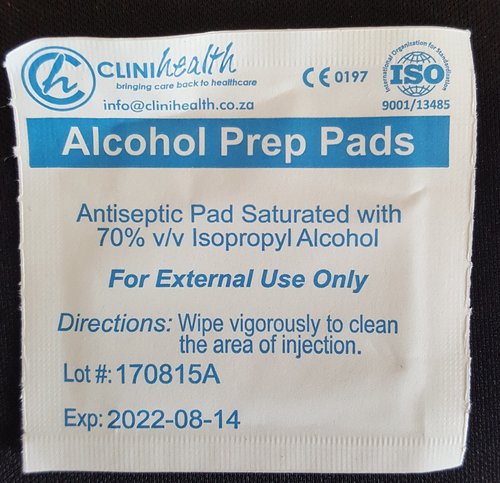 CLINIhealth
bringing care back to healthcare
info@clinihealth.co.za
CE 0197
International Organization for Standardization
ISO
9001/13485
Alcohol Prep Pads
Antiseptic Pad Saturated with
70% v/v Isopropyl Alcohol
For External Use Only
Directions: Wipe vigorously to clean
the area of injection.
Lot #: 170815A
Exp: 2022-08-14